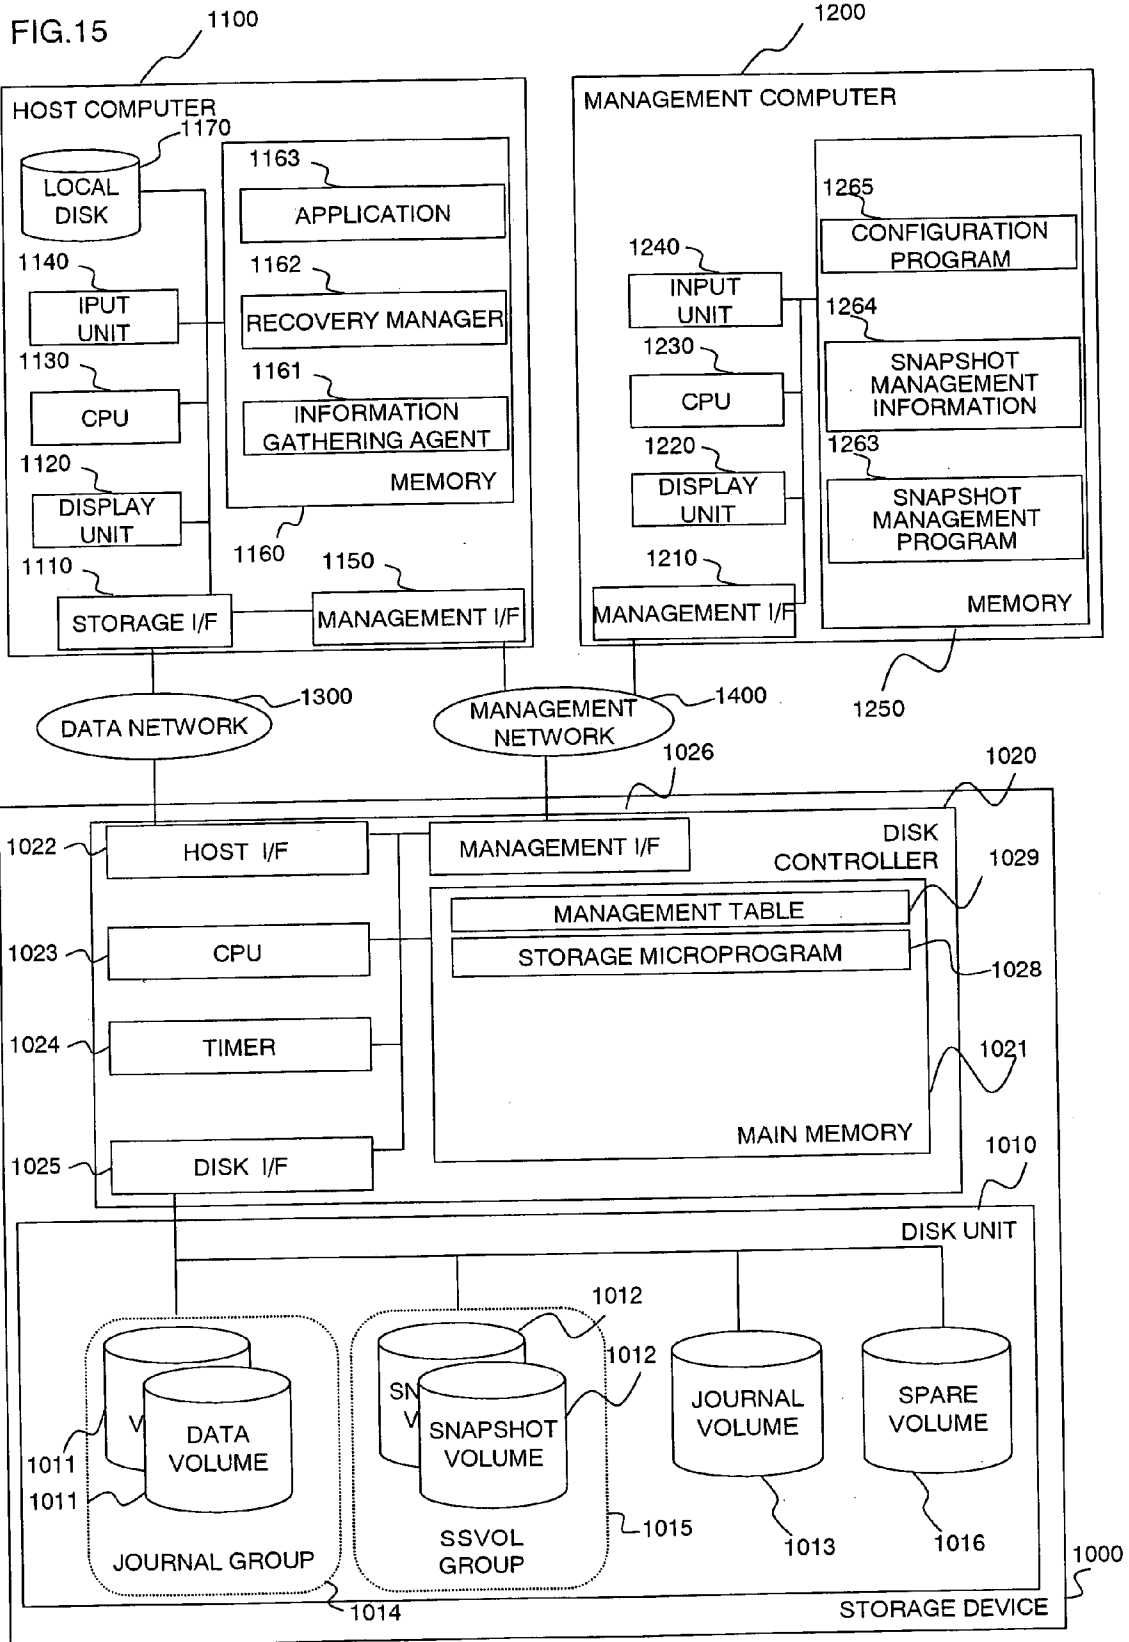 FIG.15
1100
1200
HOST COMPUTER
1170
LOCAL
DISK
1163
APPLICATION
1140
IPUT
UNIT
1162
RECOVERY MANAGER
1130
CPU
1161
INFORMATION
GATHERING AGENT
1120
DISPLAY
UNIT
MEMORY
1160
1110
STORAGE I/F
1150
MANAGEMENT I/F
MANAGEMENT COMPUTER
1265
CONFIGURATION
PROGRAM
1240
INPUT
UNIT
1264
SNAPSHOT
MANAGEMENT
INFORMATION
1230
CPU
1263
SNAPSHOT
MANAGEMENT
PROGRAM
1220
DISPLAY
UNIT
1210
MANAGEMENT I/F
MEMORY
1250
1300
DATA NETWORK
1400
MANAGEMENT
NETWORK
1026
1020
1022
HOST I/F
MANAGEMENT I/F
DISK
CONTROLLER
1029
MANAGEMENT TABLE
1023
CPU
STORAGE MICROPROGRAM
1028
1024
TIMER
1021
MAIN MEMORY
1025
DISK I/F
1010
DISK UNIT
1012
1012
V
DATA
VOLUME
1011
1011
SN
V
SNAPSHOT
VOLUME
JOURNAL
VOLUME
SPARE
VOLUME
JOURNAL GROUP
1014
SSVOL
GROUP
1015
1013
1016
1000
STORAGE DEVICE